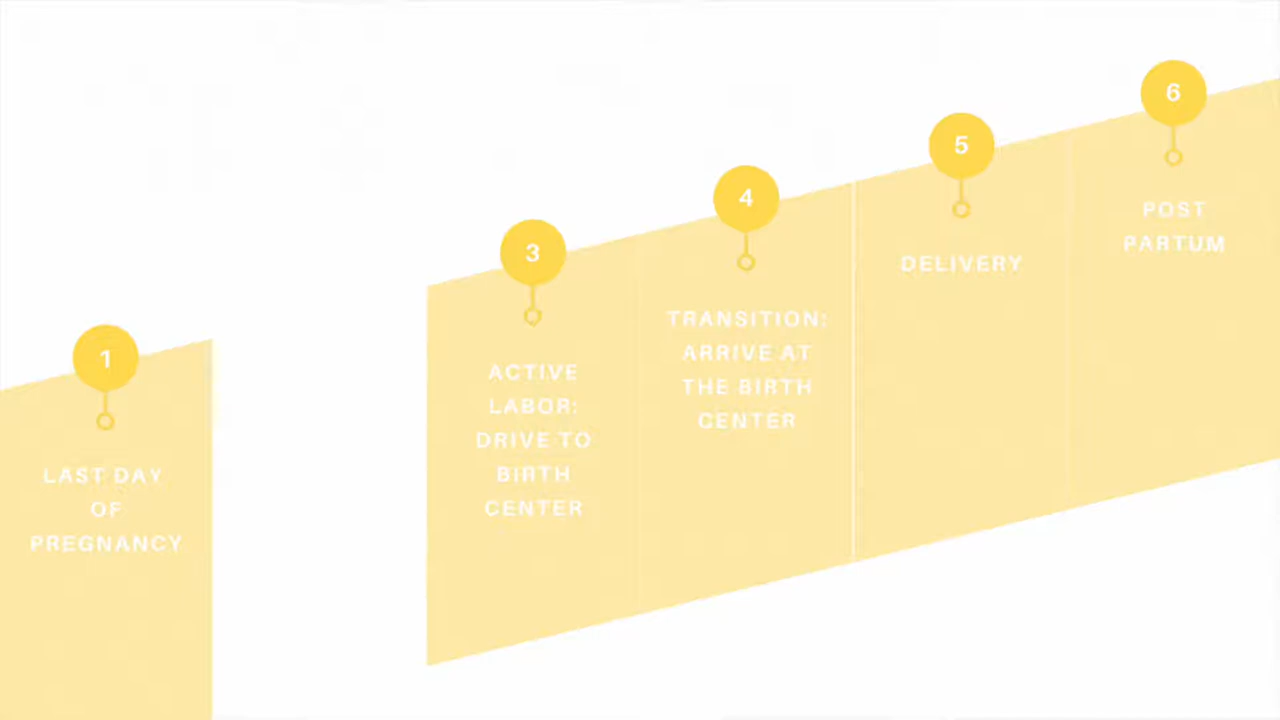 1
LAST DAY
OF
PREGNANCY
3
ACTIVE
LABOR:
DRIVE TO
BIRTH
CENTER
4
TRANSITION:
ARRIVE AT
THE BIRTH
CENTER
5
DELIVERY
6
POST
PARTUM